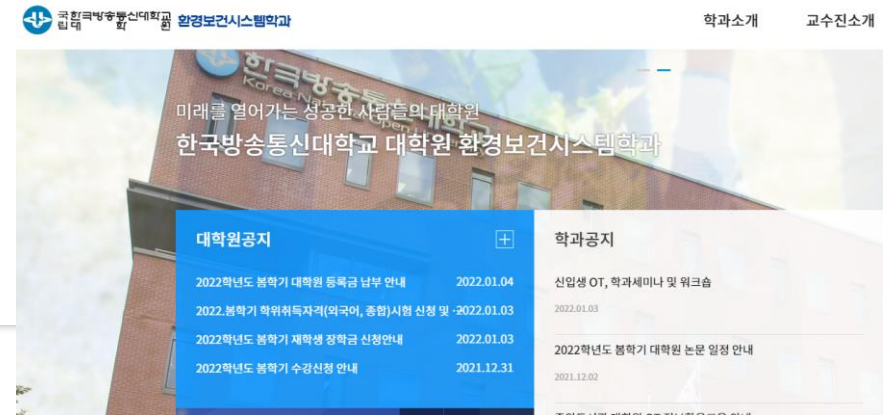 국립 한국방송통신대학교 대학원 환경보건시스템학과
학과소개
교수진소개
한국방송통신대학교
미래를 열어가는 성공한 사람들의 대학원
한국방송통신대학교 대학원 환경보건시스템학과
대학원공지
2022학년도 봄학기 대학원 등록금 납부 안내 2022.01.04
2022.봄학기 학위취득자격(외국어, 종합)시험 신청 및 ··· 2022.01.03
2022학년도 봄학기 재학생 장학금 신청안내 2022.01.03
2022학년도 봄학기 수강신청 안내 2021.12.31
학과공지
신입생 OT, 학과세미나 및 워크숍
2022.01.03
2022학년도 봄학기 대학원 논문 일정 안내
2021.12.02